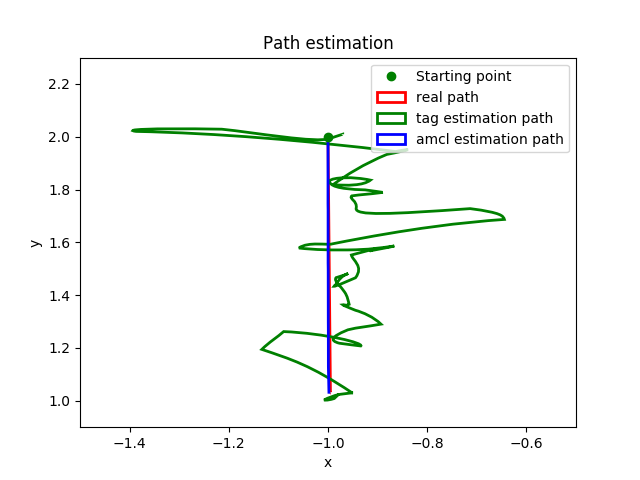 Path estimation
Starting point
real path
tag estimation path
amcl estimation path
2.2
2.0
1.8
1.6
1.4
1.2
1.0
y
−1.4
−1.2
−1.0
−0.8
−0.6
x